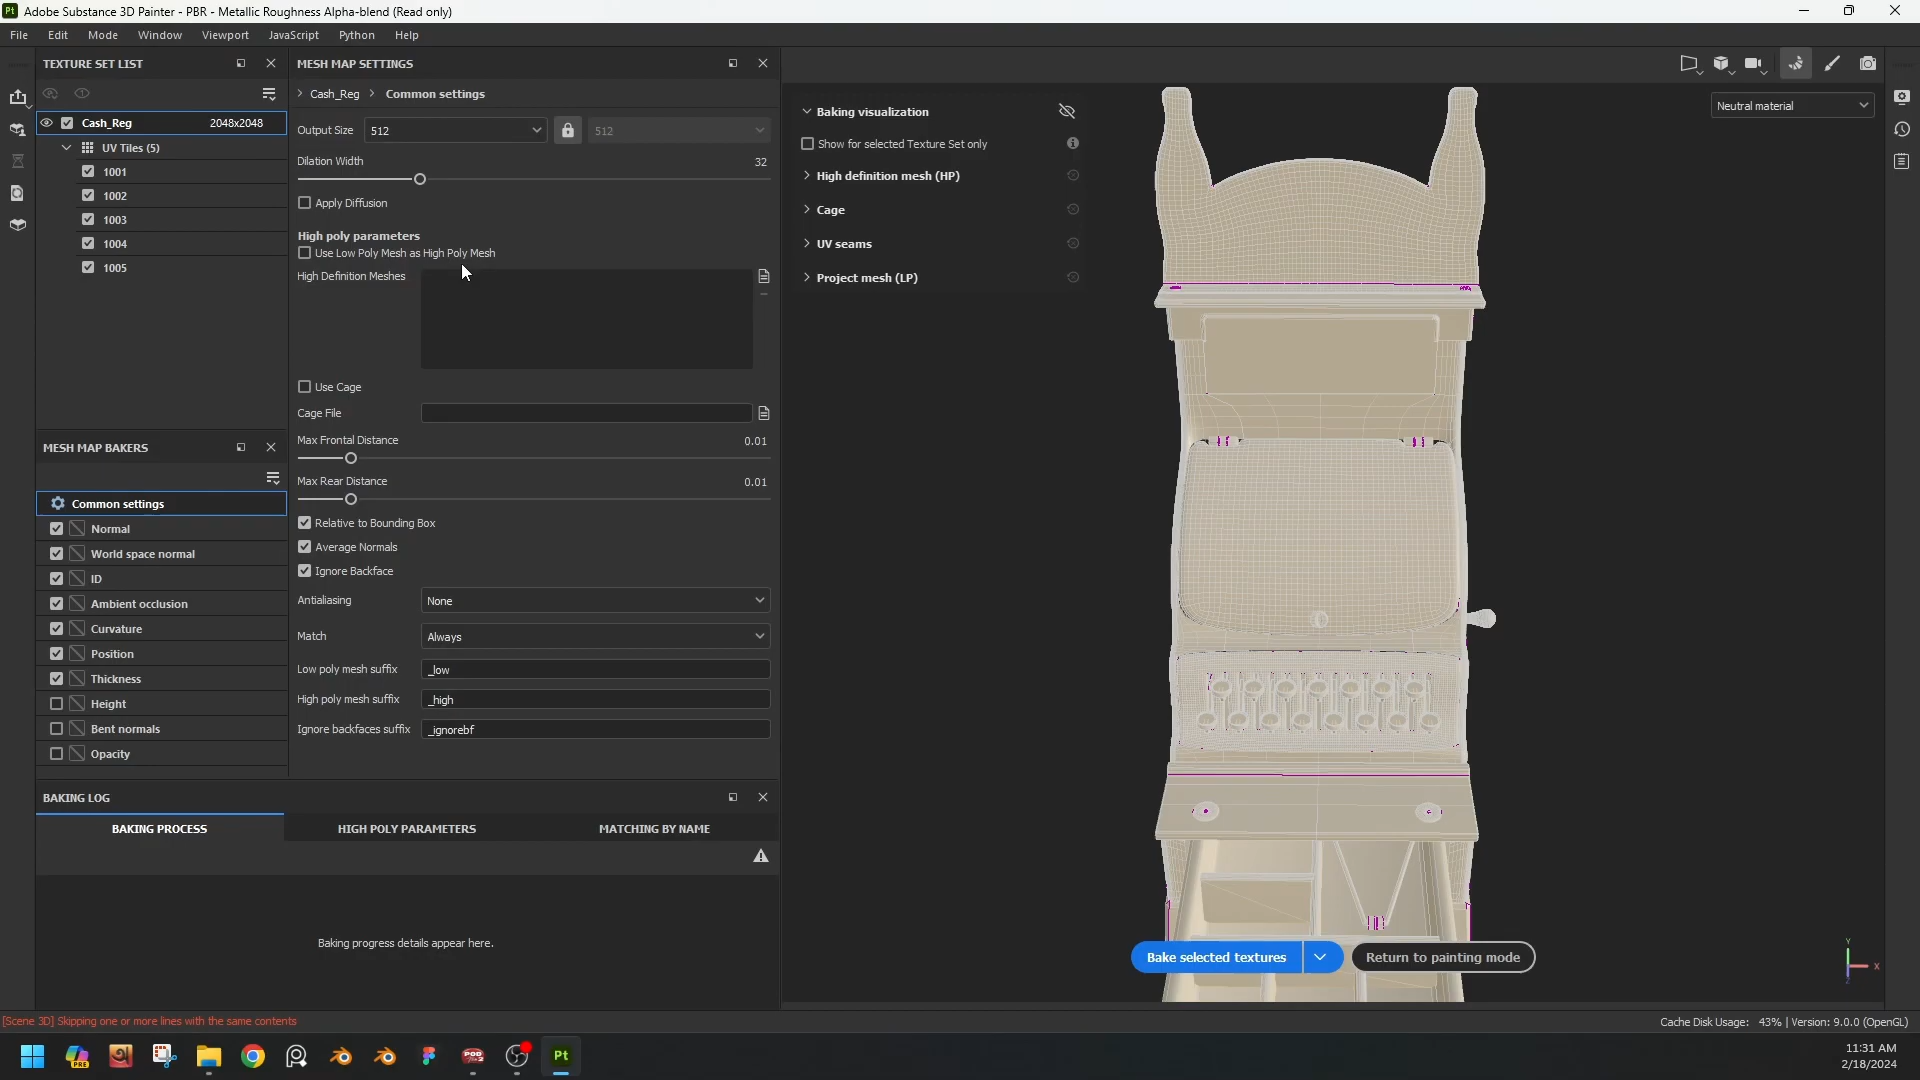 Pt Adobe Substance 3D Painter - PBR - Metallic Roughness Alpha-blend (Read only)
File Edit Mode Window Viewport JavaScript Python Help
TEXTURE SET LIST
Cash_Reg 2048x2048
UV Tiles (5)
1001
1002
1003
1004
1005
MESH MAP BAKERS
Common settings
Normal
World space normal
ID
Ambient occlusion
Curvature
Position
Thickness
Height
Bent normals
Opacity
MESH MAP SETTINGS
Cash_Reg Common settings
Output Size 512 512
Dilation Width 32
Apply Diffusion
High poly parameters
Use Low Poly Mesh as High Poly Mesh
High Definition Meshes
Use Cage
Cage File
Max Frontal Distance 0.01
Max Rear Distance 0.01
Relative to Bounding Box
Average Normals
Ignore Backface
Antialiasing None
Match Always
Low poly mesh suffix _low
High poly mesh suffix _high
Ignore backfaces suffix _ignorebf
BAKING LOG
BAKING PROCESS HIGH POLY PARAMETERS MATCHING BY NAME
Baking progress details appear here.
Baking visualization
Show for selected Texture Set only
High definition mesh (HP)
Cage
UV seams
Project mesh (LP)
Neutral material
Bake selected textures Return to painting mode
Y
X
Z
[Scene 3D] Skipping one or more lines with the same contents
Cache Disk Usage: 43% | Version: 9.0.0 (OpenGL)
PRE
POD
Pt
11:31 AM
2/18/2024